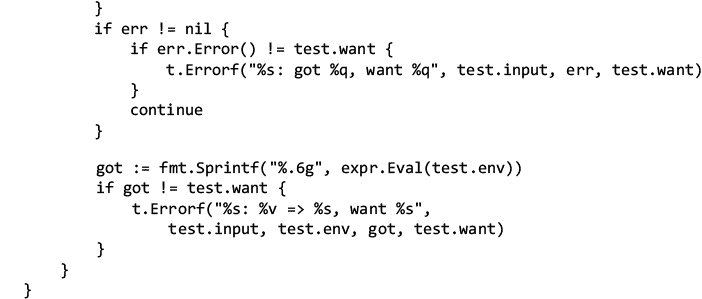 }
        if err != nil {
            if err.Error() != test.want {
                t.Errorf("%s: got %q, want %q", test.input, err, test.want)
            }
            continue
        }

        got := fmt.Sprintf("%.6g", expr.Eval(test.env))
        if got != test.want {
            t.Errorf("%s: %v => %s, want %s",
                test.input, test.env, got, test.want)
        }
    }
}